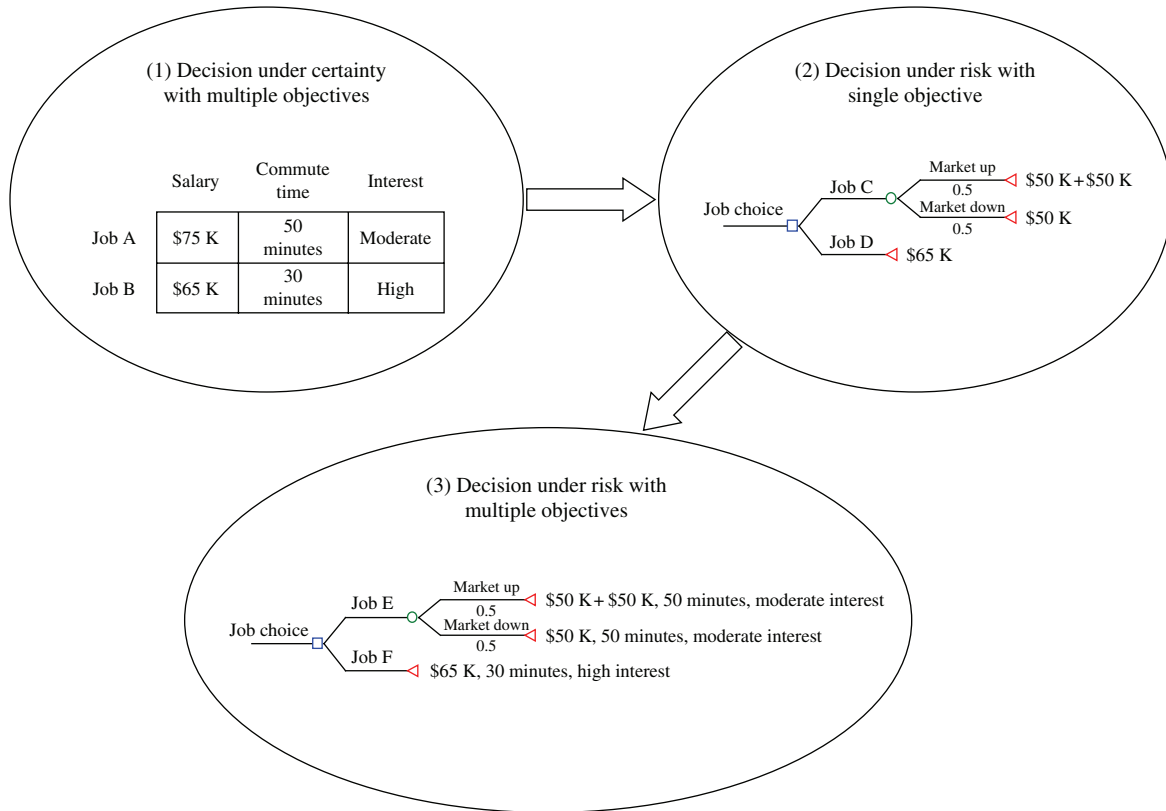 (1) Decision under certainty
with multiple objectives
Salary
Commute
time
Interest
Job A
$75 K
50
minutes
Moderate
Job B
$65 K
30
minutes
High
(2) Decision under risk with
single objective
Job choice
Job C
Market up
0.5
$50 K + $50 K
Market down
0.5
$50 K
Job D
$65 K
(3) Decision under risk with
multiple objectives
Job choice
Job E
Market up
0.5
$50 K + $50 K, 50 minutes, moderate interest
Market down
0.5
$50 K, 50 minutes, moderate interest
Job F
$65 K, 30 minutes, high interest